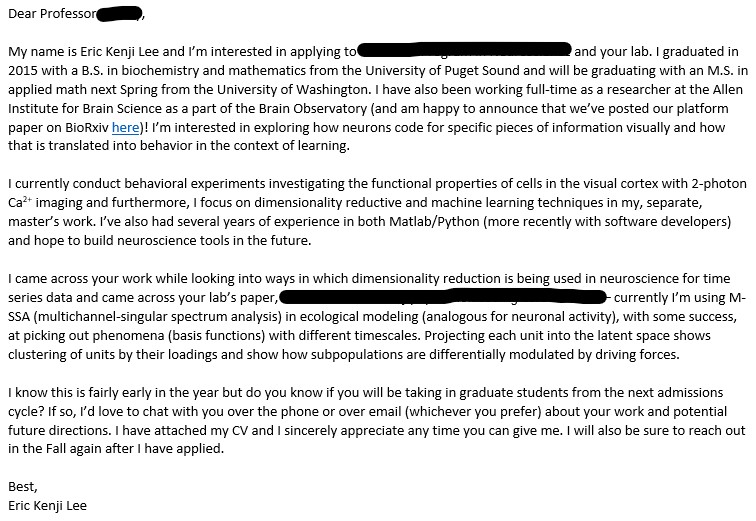 Dear Professor ,
My name is Eric Kenji Lee and I’m interested in applying to and your lab. I graduated in
2015 with a B.S. in biochemistry and mathematics from the University of Puget Sound and will be graduating with an M.S. in
applied math next Spring from the University of Washington. I have also been working full-time as a researcher at the Allen
Institute for Brain Science as a part of the Brain Observatory (and am happy to announce that we’ve posted our platform
paper on BioRxiv here)! I’m interested in exploring how neurons code for specific pieces of information visually and how
that is translated into behavior in the context of learning.
I currently conduct behavioral experiments investigating the functional properties of cells in the visual cortex with 2-photon
Ca²⁺ imaging and furthermore, I focus on dimensionality reductive and machine learning techniques in my, separate,
master’s work. I’ve also had several years of experience in both Matlab/Python (more recently with software developers)
and hope to build neuroscience tools in the future.
I came across your work while looking into ways in which dimensionality reduction is being used in neuroscience for time
series data and came across your lab’s paper, - currently I’m using M-
SSA (multichannel-singular spectrum analysis) in ecological modeling (analogous for neuronal activity), with some success,
at picking out phenomena (basis functions) with different timescales. Projecting each unit into the latent space shows
clustering of units by their loadings and show how subpopulations are differentially modulated by driving forces.
I know this is fairly early in the year but do you know if you will be taking in graduate students from the next admissions
cycle? If so, I’d love to chat with you over the phone or over email (whichever you prefer) about your work and potential
future directions. I have attached my CV and I sincerely appreciate any time you can give me. I will also be sure to reach out
in the Fall again after I have applied.
Best,
Eric Kenji Lee